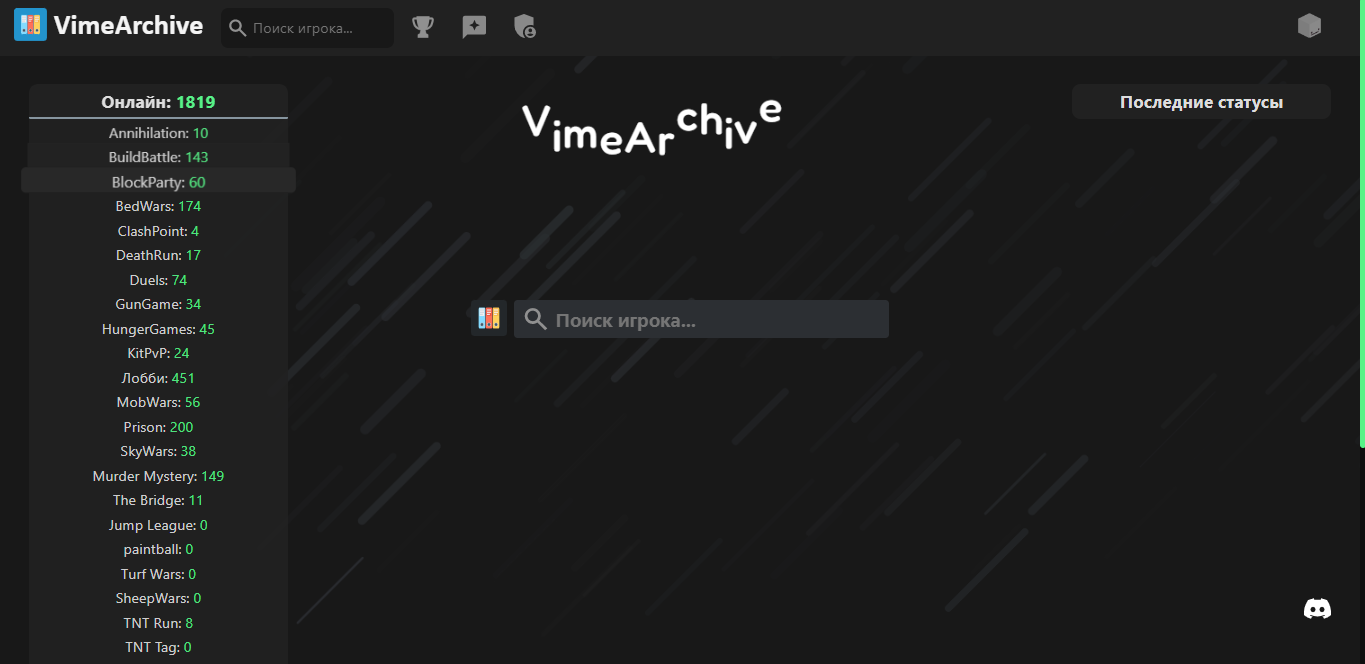 VimeArchive
Поиск игрока...
Онлайн: 1819
Annihilation: 10
BuildBattle: 143
BlockParty: 60
BedWars: 174
ClashPoint: 4
DeathRun: 17
Duels: 74
GunGame: 34
HungerGames: 45
KitPvP: 24
Лобби: 451
MobWars: 56
Prison: 200
SkyWars: 38
Murder Mystery: 149
The Bridge: 11
Jump League: 0
paintball: 0
Turf Wars: 0
SheepWars: 0
TNT Run: 8
TNT Tag: 0
VimeArchive
Поиск игрока...
Последние статусы